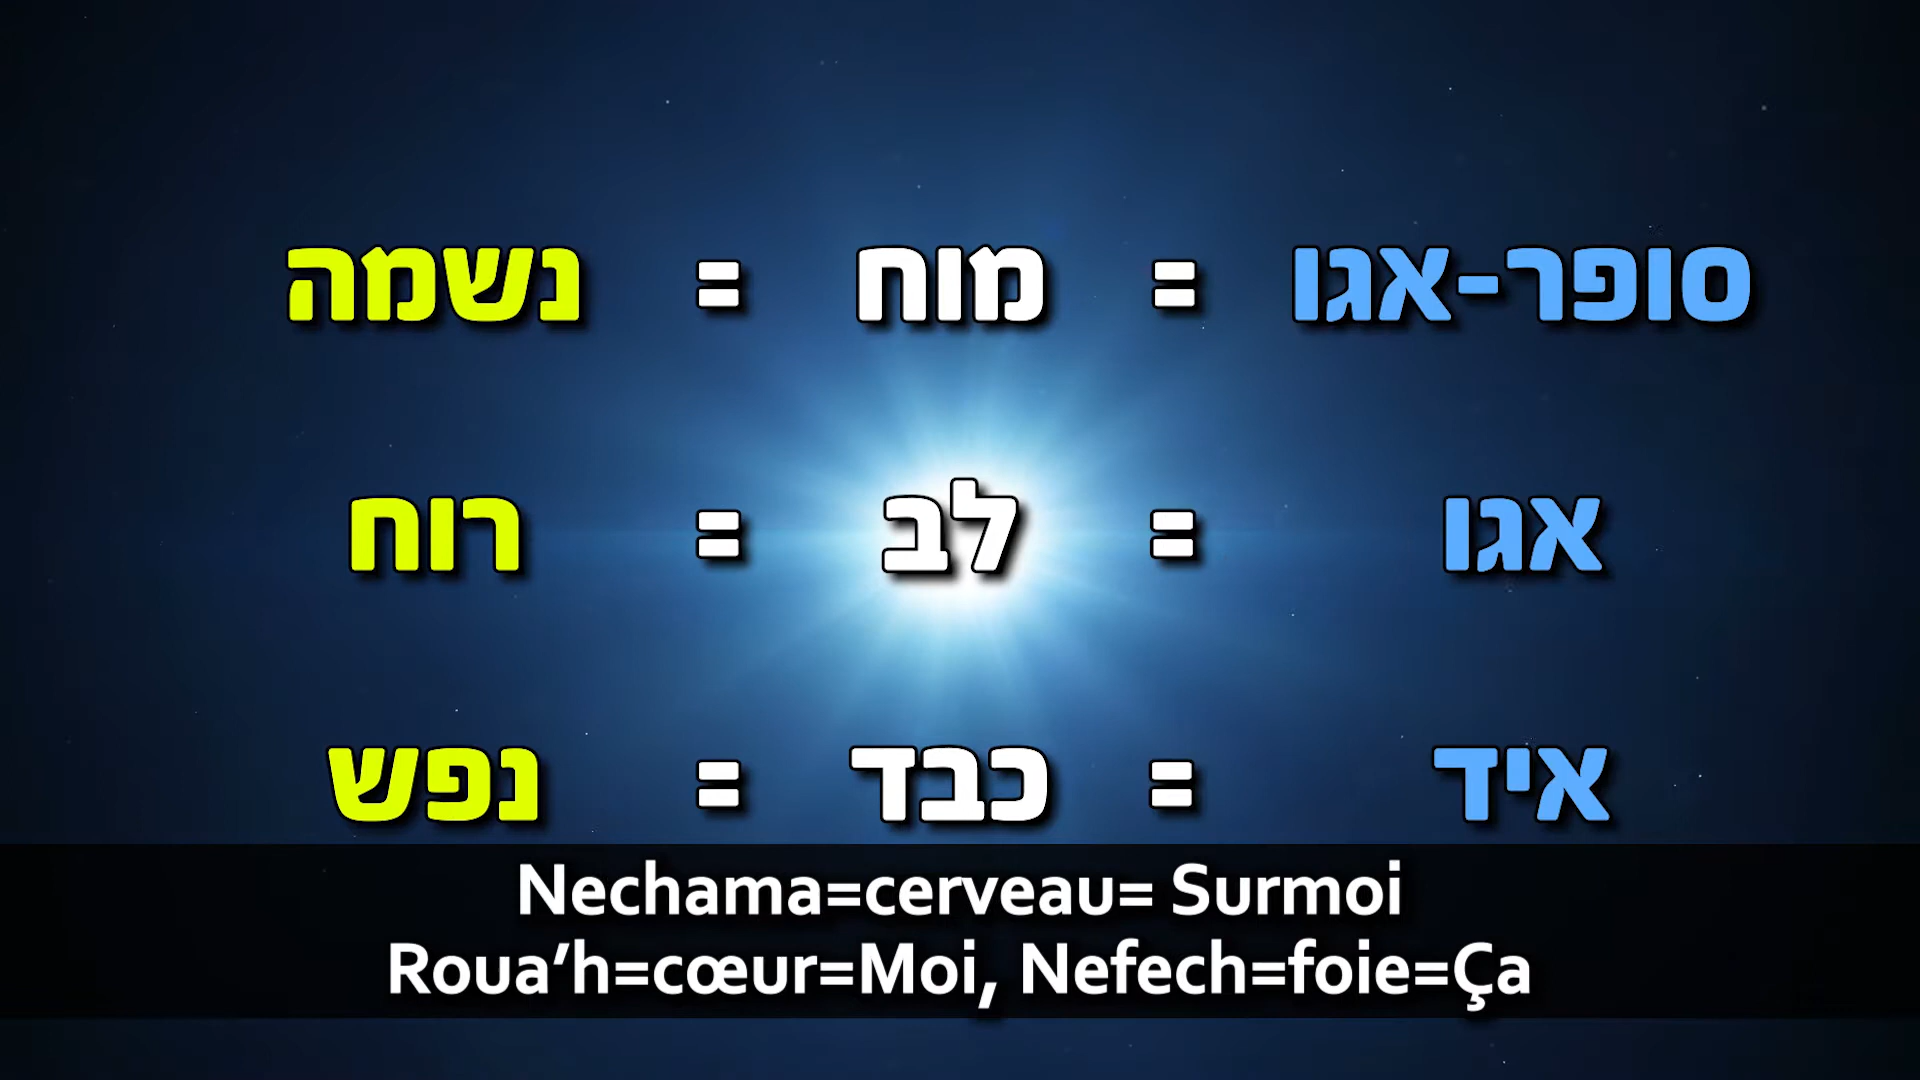 סופר-אגו = מוח = נשמה
אגו = לב = רוח
איד = כבד = נפש
Nechama=cerveau= Surmoi
Roua’h=cœur=Moi, Nefech=foie=Ça